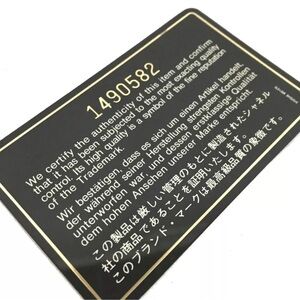 1490582
We certify the authenticity of this item and confirm
that it has been subjected to the most exacting quality
control. Its high quality is a symbol of the fine reputation
of the Trademark.
Wir bestätigen, dass es sich um einen Artikel handelt,
der während seiner Herstellung strengsten Kontrollen
unterworfen war und dessen erstklassige Qualität
dem hohen Ansehen unserer Marke entspricht.
この製品は厳しい管理のもとに製造されたシャネル
社の商品であることを証明いたします。
このブランド・マークは最高級品質の象徴です。